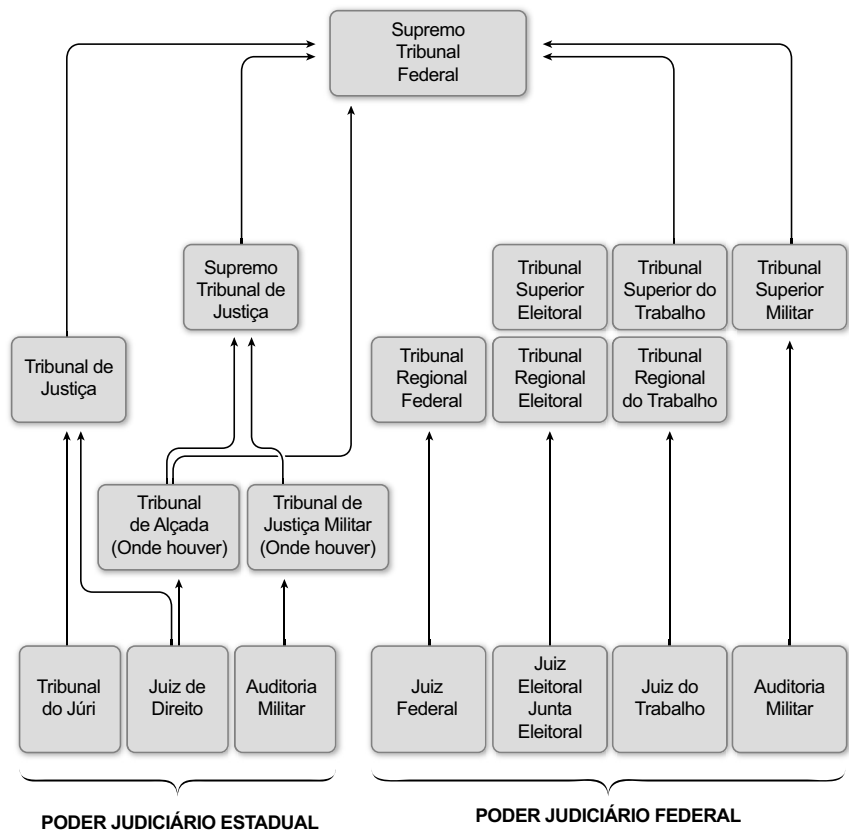 Supremo
Tribunal
Federal
Supremo
Tribunal de
Justiça
Tribunal
Superior
Eleitoral
Tribunal
Superior do
Trabalho
Tribunal
Superior
Militar
Tribunal de
Justiça
Tribunal
Regional
Federal
Tribunal
Regional
Eleitoral
Tribunal
Regional
do Trabalho
Tribunal
de Alçada
(Onde houver)
Tribunal de
Justiça Militar
(Onde houver)
Tribunal
do Júri
Juiz de
Direito
Auditoria
Militar
Juiz
Federal
Juiz
Eleitoral
Junta
Eleitoral
Juiz do
Trabalho
Auditoria
Militar
PODER JUDICIÁRIO ESTADUAL
PODER JUDICIÁRIO FEDERAL